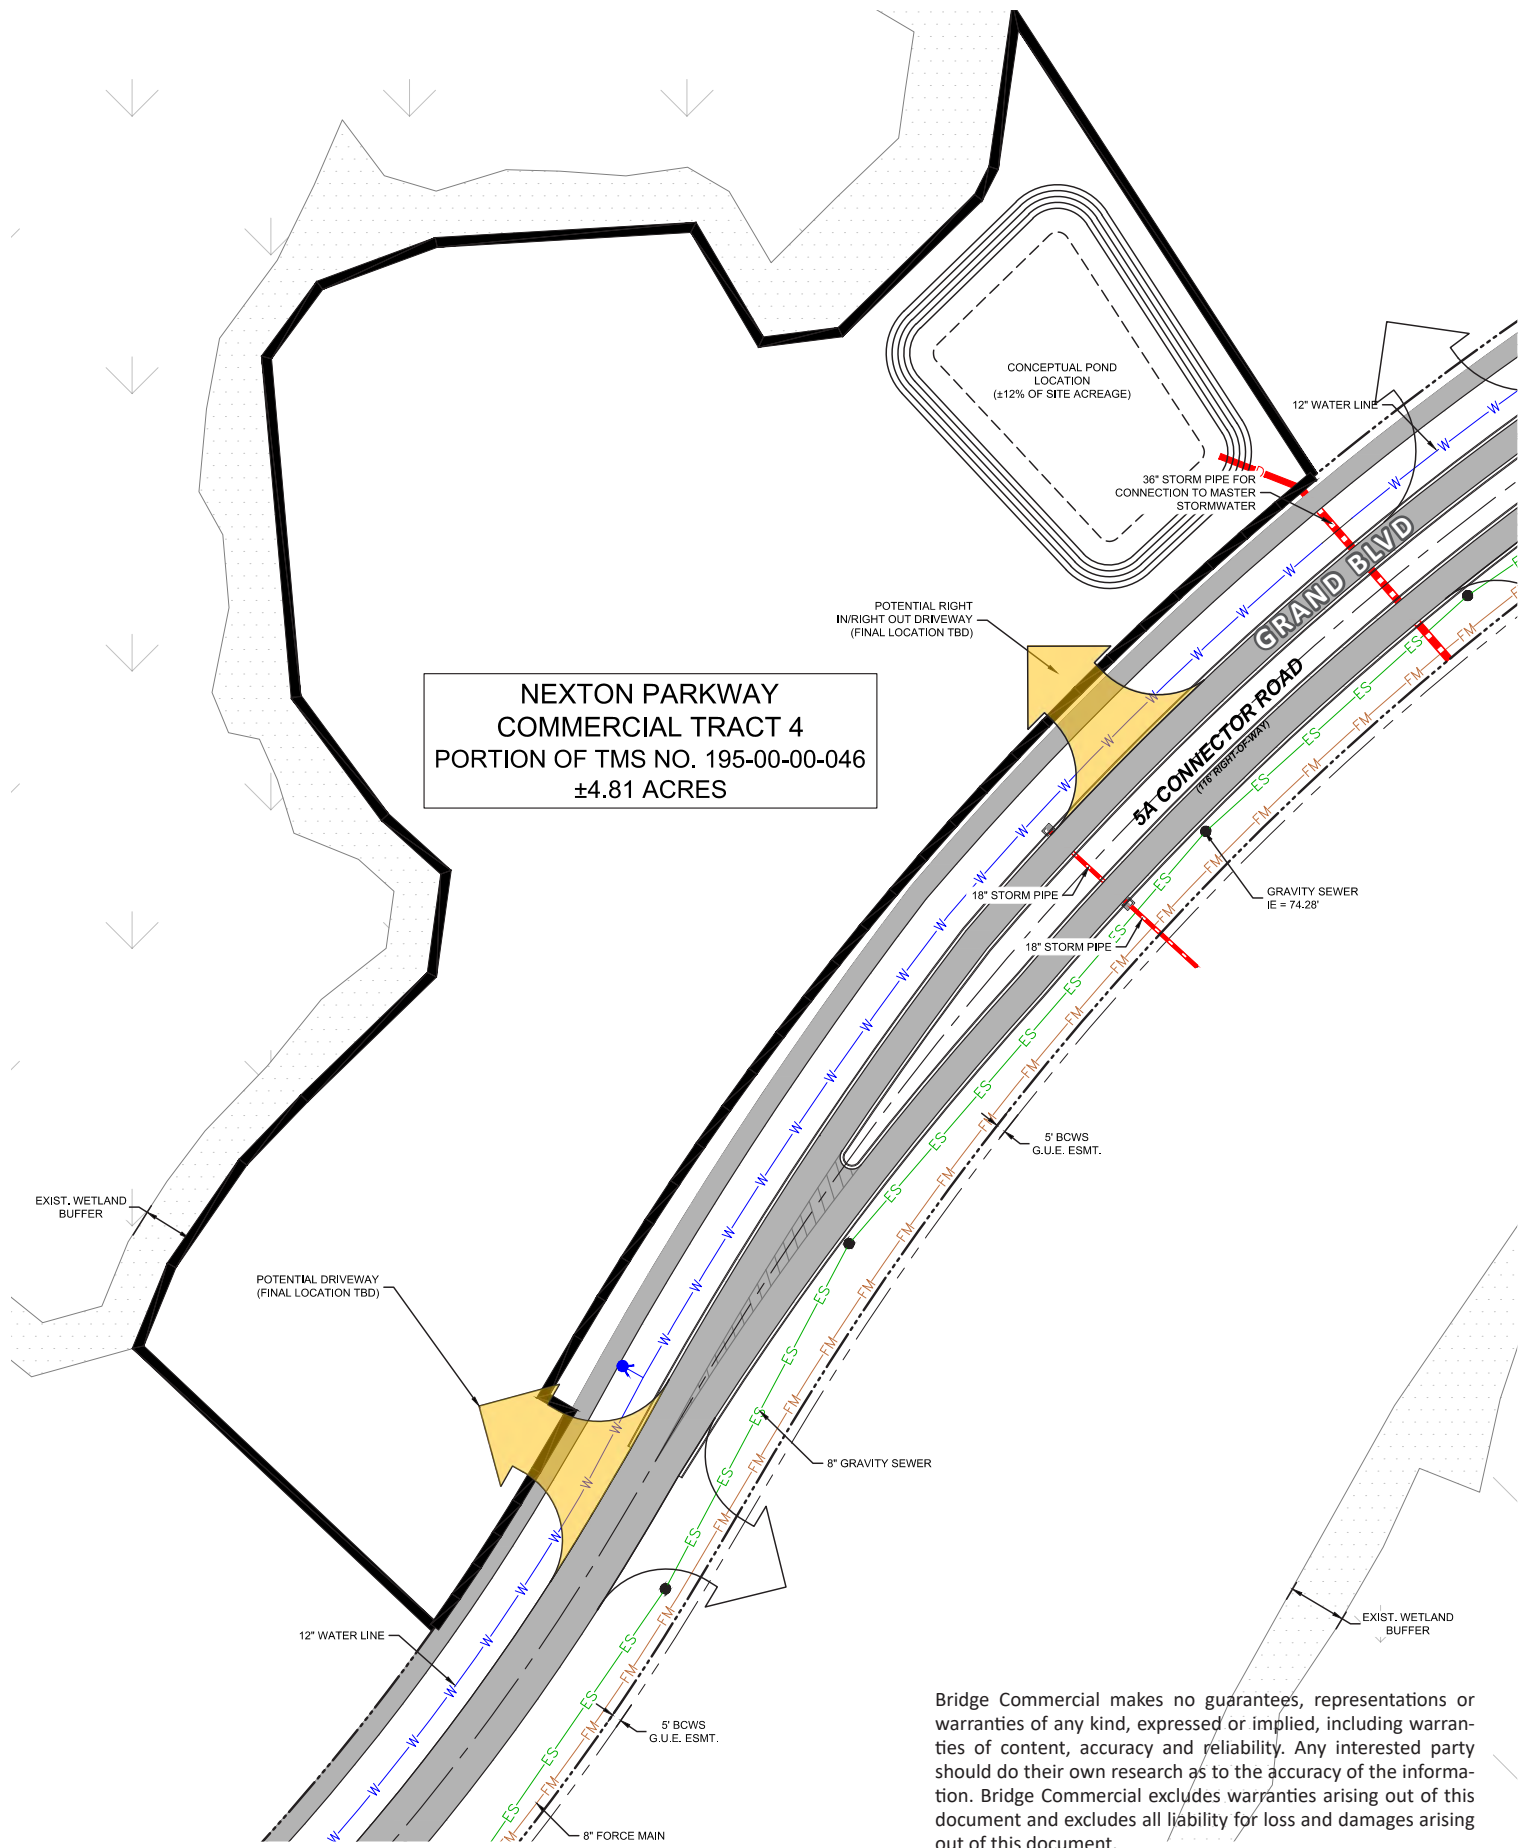 CONCEPTUAL POND
LOCATION
(±12% OF SITE ACREAGE)
12" WATER LINE
36" STORM PIPE FOR
CONNECTION TO MASTER
STORMWATER
GRAND BLVD
POTENTIAL RIGHT
IN/RIGHT OUT DRIVEWAY
(FINAL LOCATION TBD)
NEXTON PARKWAY
COMMERCIAL TRACT 4
PORTION OF TMS NO. 195-00-00-046
±4.81 ACRES
5A CONNECTOR ROAD
(116' RIGHT-OF-WAY)
18" STORM PIPE
GRAVITY SEWER
IE = 74.28'
18" STORM PIPE
5' BCWS
G.U.E. ESMT.
EXIST. WETLAND
BUFFER
POTENTIAL DRIVEWAY
(FINAL LOCATION TBD)
8" GRAVITY SEWER
12" WATER LINE
EXIST. WETLAND
BUFFER
5' BCWS
G.U.E. ESMT.
8" FORCE MAIN
Bridge Commercial makes no guarantees, representations or
warranties of any kind, expressed or implied, including warran-
ties of content, accuracy and reliability. Any interested party
should do their own research as to the accuracy of the informa-
tion. Bridge Commercial excludes warranties arising out of this
document and excludes all liability for loss and damages arising
out of this document.